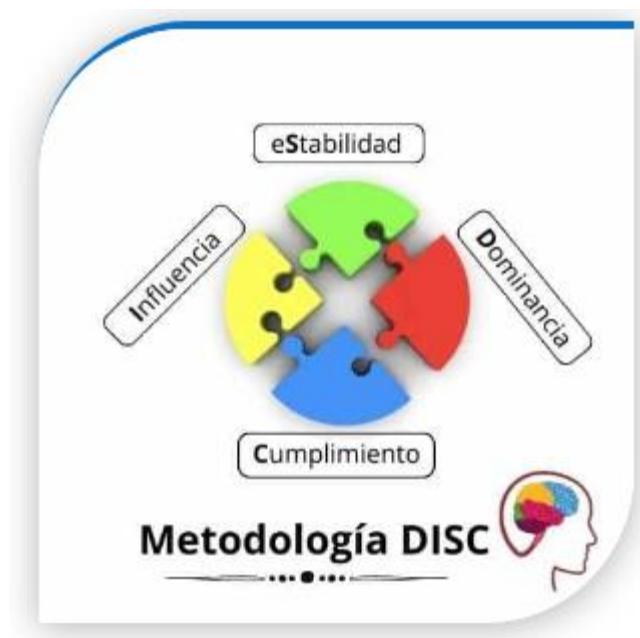 eStabilidad
Influencia
Dominancia
Cumplimiento
Metodología DISC